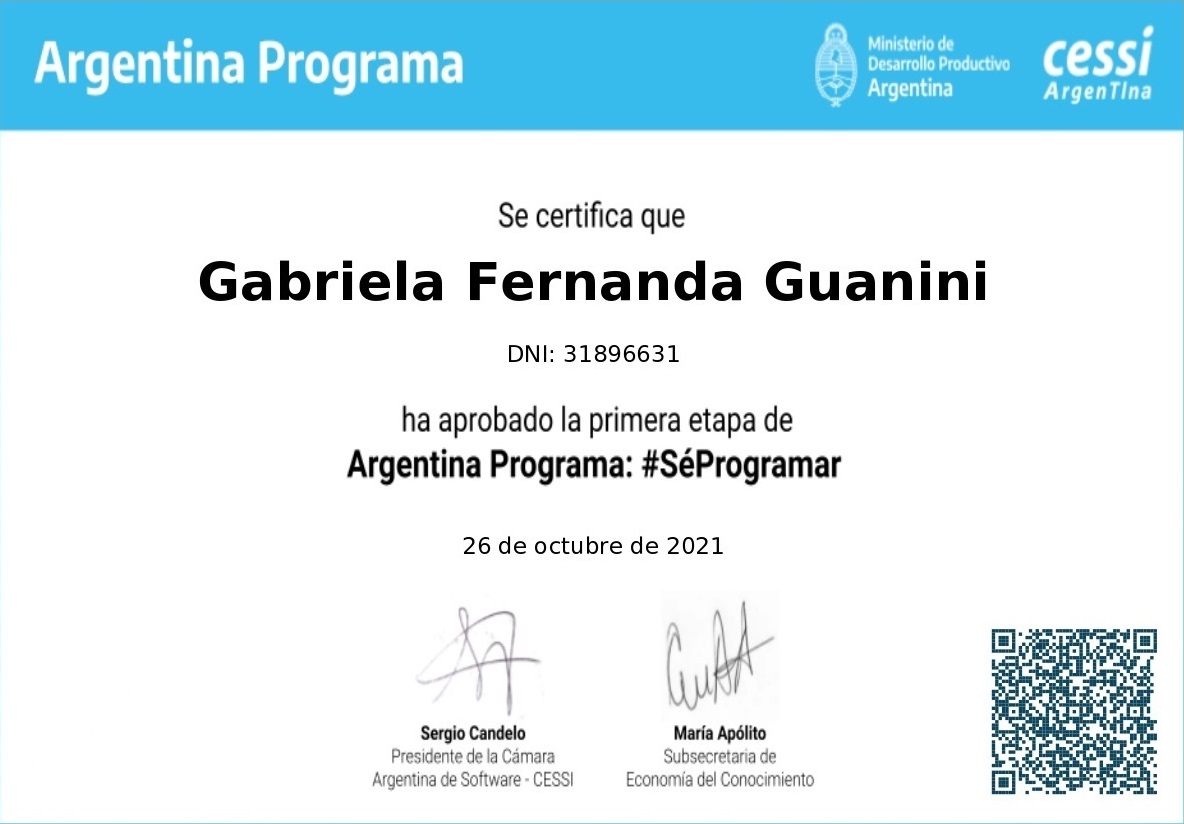 Argentina Programa
Ministerio de
Desarrollo Productivo
Argentina
cessi
ArgenTIna
Se certifica que
Gabriela Fernanda Guanini
DNI: 31896631
ha aprobado la primera etapa de
Argentina Programa: #SéProgramar
26 de octubre de 2021
Sergio Candelo
Presidente de la Cámara
Argentina de Software - CESSI
María Apólito
Subsecretaria de
Economía del Conocimiento